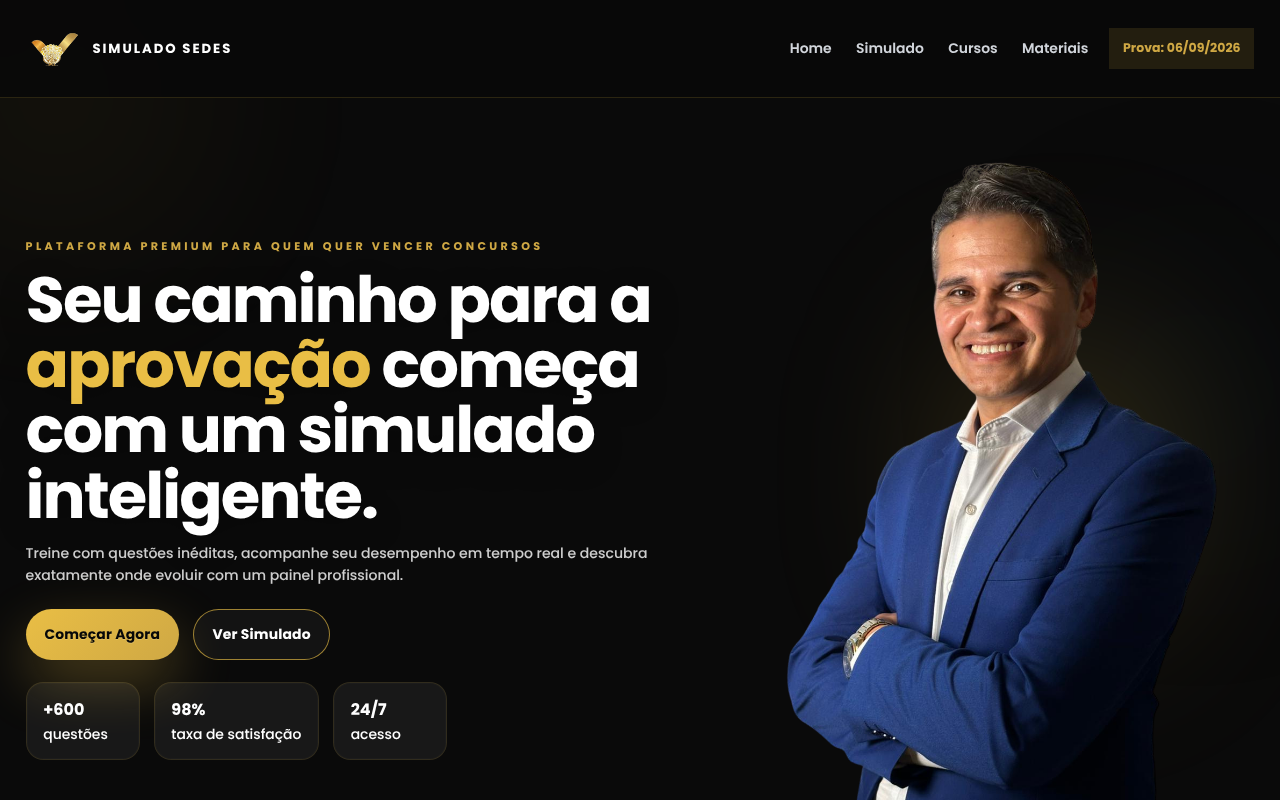 SIMULADO SEDES
Home
Simulado
Cursos
Materiais
Prova: 06/09/2026
PLATAFORMA PREMIUM PARA QUEM QUER VENCER CONCURSOS
Seu caminho para a
aprovação começa
com um simulado
inteligente.
Treine com questões inéditas, acompanhe seu desempenho em tempo real e descubra
exatamente onde evoluir com um painel profissional.
Começar Agora
Ver Simulado
+600
questões
98%
taxa de satisfação
24/7
acesso